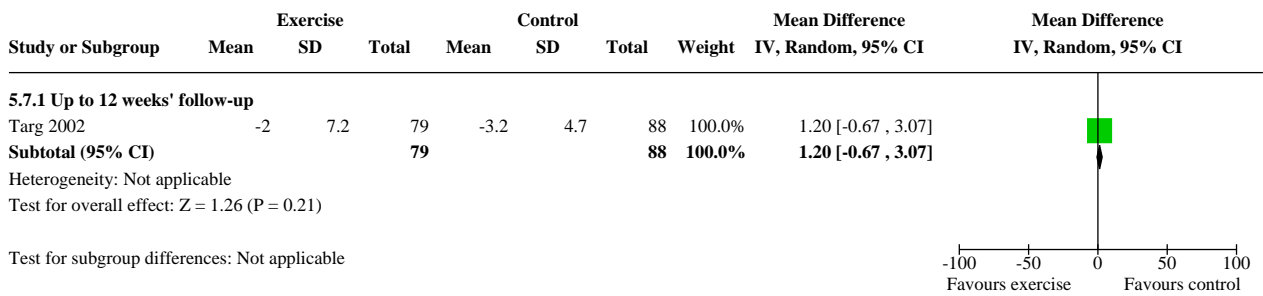 Exercise Control Mean Difference Mean Difference
Study or Subgroup Mean SD Total Mean SD Total Weight IV, Random, 95% CI IV, Random, 95% CI
5.7.1 Up to 12 weeks' follow-up
Targ 2002 -2 7.2 79 -3.2 4.7 88 100.0% 1.20 [-0.67 , 3.07]
Subtotal (95% CI) 79 88 100.0% 1.20 [-0.67 , 3.07]
Heterogeneity: Not applicable
Test for overall effect: Z = 1.26 (P = 0.21)
Test for subgroup differences: Not applicable
-100 -50 0 50 100
Favours exercise Favours control